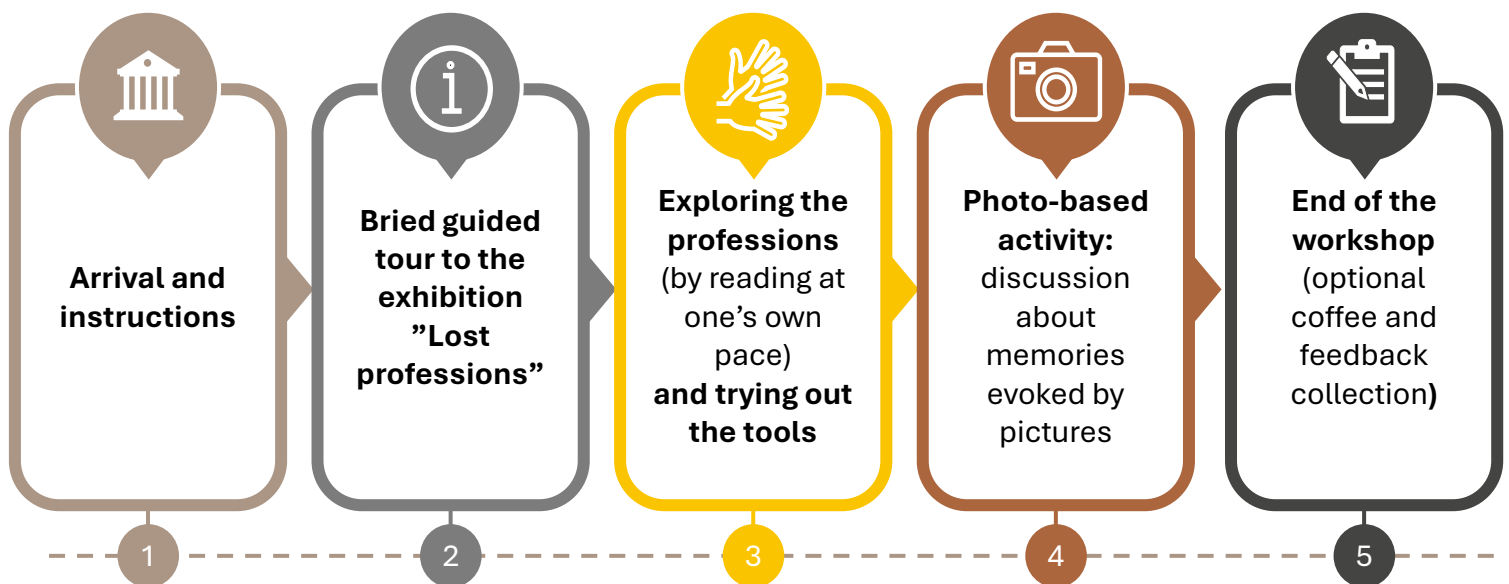 Arrival and
instructions
Bried guided
tour to the
exhibition
”Lost
professions”
Exploring the
professions
(by reading at
one’s own
pace)
and trying out
the tools
Photo-based
activity:
discussion
about
memories
evoked by
pictures
End of the
workshop
(optional
coffee and
feedback
collection)
1
2
3
4
5